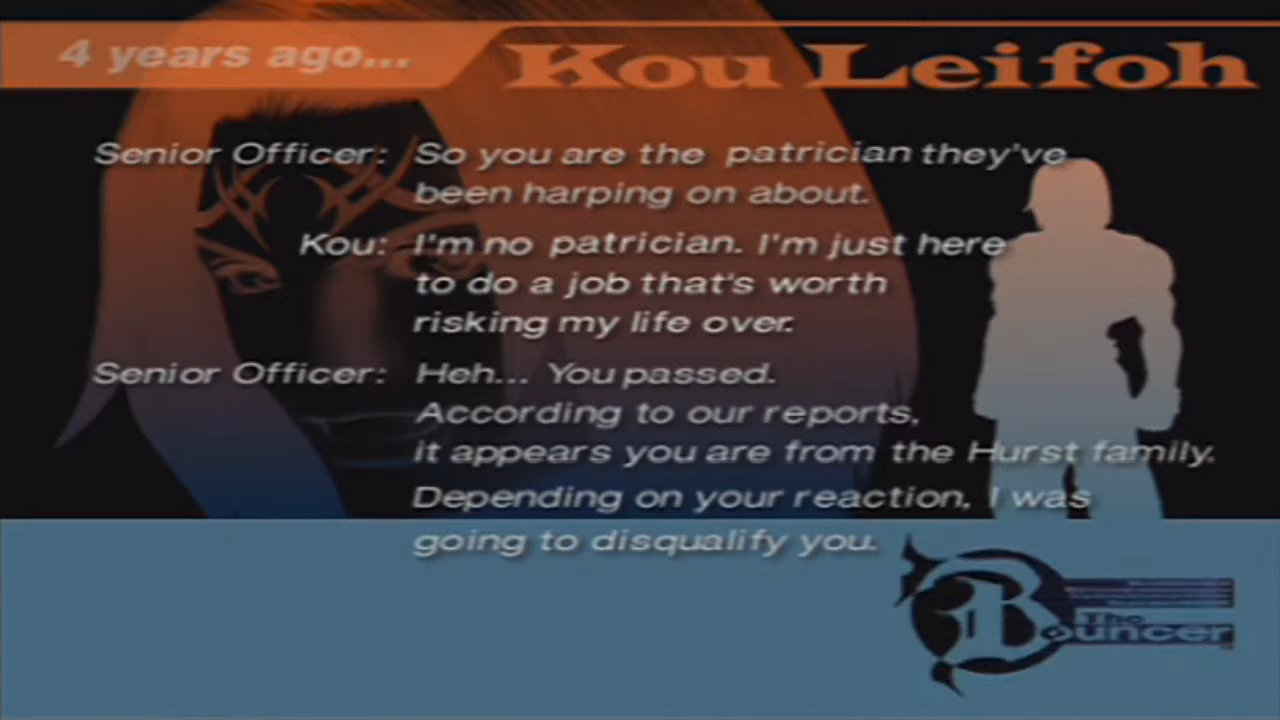 4 years ago...
Kou Leifoh
Senior Officer: So you are the patrician they've
been harping on about.
Kou: I'm no patrician. I'm just here
to do a job that's worth
risking my life over.
Senior Officer: Heh... You passed.
According to our reports,
it appears you are from the Hurst family.
Depending on your reaction, I was
going to disqualify you.
B
The
Bouncer